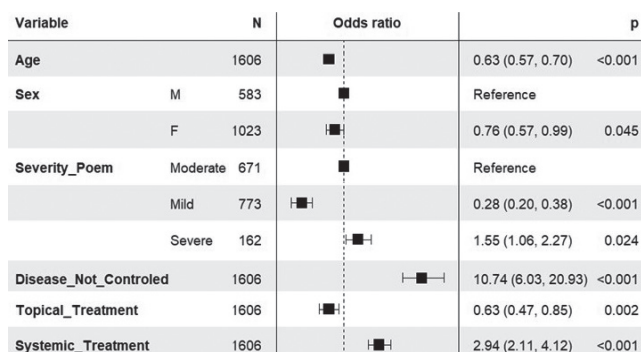 Variable N Odds ratio p
Age 1606 0.63 (0.57, 0.70) <0.001
Sex M 583 Reference
F 1023 0.76 (0.57, 0.99) 0.045
Severity_Poem Moderate 671 Reference
Mild 773 0.28 (0.20, 0.38) <0.001
Severe 162 1.55 (1.06, 2.27) 0.024
Disease_Not_Controled 1606 10.74 (6.03, 20.93) <0.001
Topical_Treatment 1606 0.63 (0.47, 0.85) 0.002
Systemic_Treatment 1606 2.94 (2.11, 4.12) <0.001